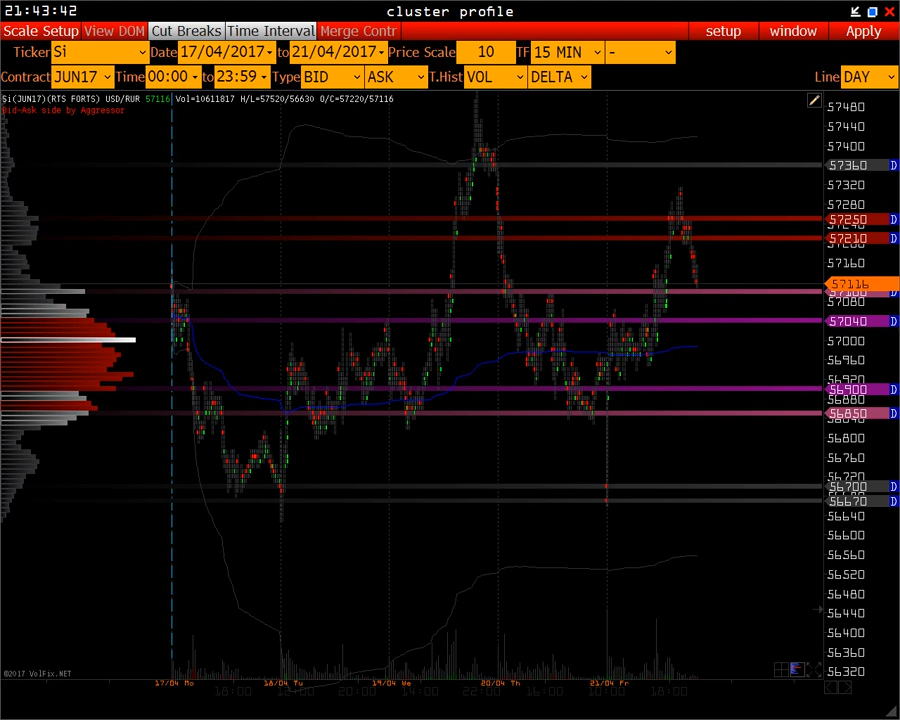 21:43:42 cluster profile
Scale Setup View DOM Cut Breaks Time Interval Merge Contr setup window Apply
Ticker Si Date 17/04/2017 to 21/04/2017 Price Scale 10 TF 15 MIN -
Contract JUN17 Time 00:00 to 23:59 Type BID ASK T.Hist VOL DELTA Line DAY
Si(JUN17)(RTS FORTS) USD/RUR 57116 Vol=10611817 H/L=57520/56630 O/C=57220/57116
Bid-Ask side by Aggressor
57480
57440
57400
57360 D
57320
57280
57250 D
57240
57210 D
57160
57116
57100 D
57080
57040 D
57000
56960
56920
56900 D
56880
56850 D
56840
56800
56760
56720
56700 D
56670 D
56640
56600
56560
56520
56480
56440
56400
56360
56320
©2017 VolFix.NET
17/04 Mo 18/04 Tu 19/04 We 20/04 Th 21/04 Fr
18:00 20:00 22:00 16:00 10:00 18:00